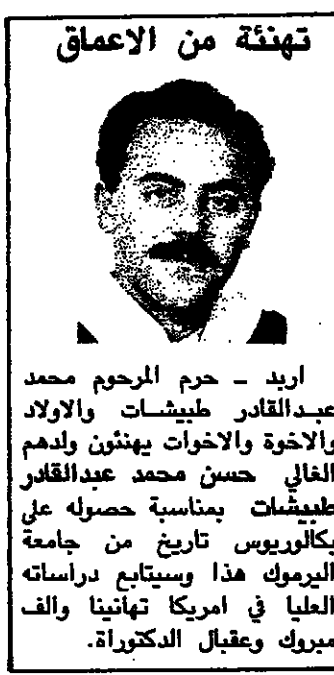 تهنئة من الاعماق
اربد - حرم المرحوم محمد
عبدالقادر طبيشات والاولاد
والاخوة والاخوات يهنئون ولدهم
الغالي حسن محمد عبدالقادر
طبيشات بمناسبة حصوله على
بكالوريوس تاريخ من جامعة
اليرموك هذا وسيتابع دراساته
العليا في امريكا تهانينا والف
مبروك وعقبال الدكتوراة.